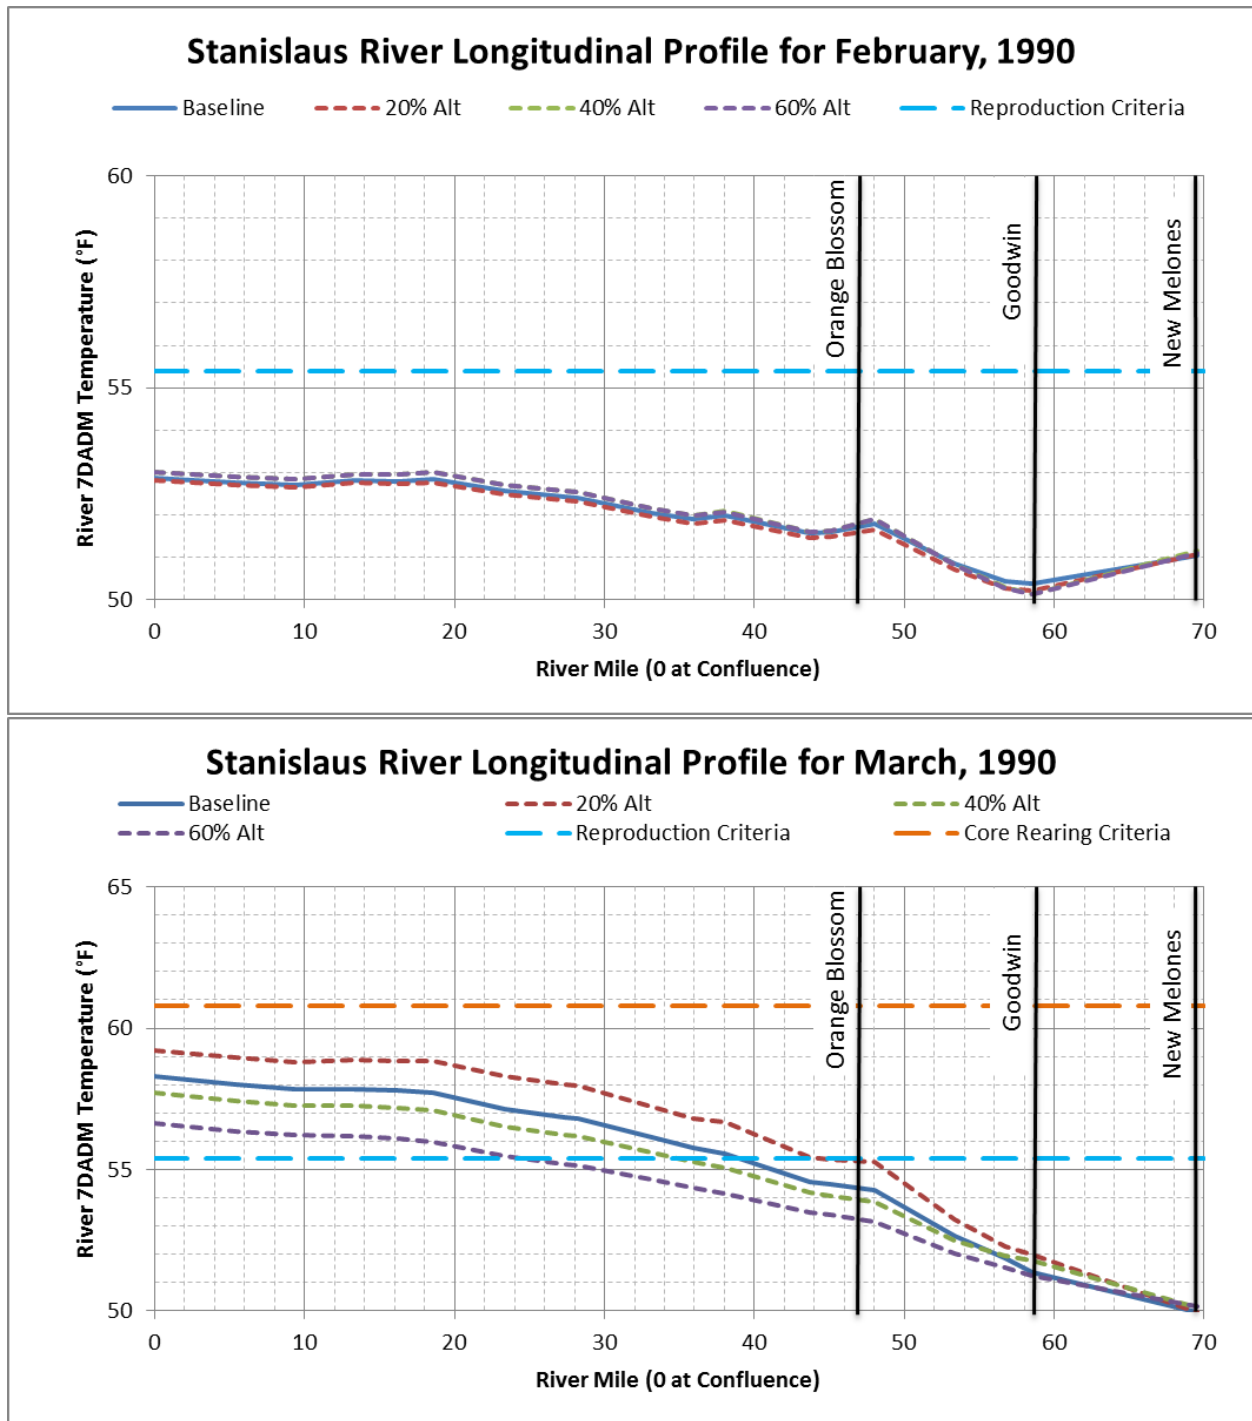 Stanislaus River Longitudinal Profile for February, 1990
Baseline 20% Alt 40% Alt 60% Alt Reproduction Criteria
60
55
50
River 7DADM Temperature (°F)
Orange Blossom
Goodwin
New Melones
0 10 20 30 40 50 60 70
River Mile (0 at Confluence)
Stanislaus River Longitudinal Profile for March, 1990
Baseline 20% Alt 40% Alt
60% Alt Reproduction Criteria Core Rearing Criteria
65
60
55
50
River 7DADM Temperature (°F)
Orange Blossom
Goodwin
New Melones
0 10 20 30 40 50 60 70
River Mile (0 at Confluence)